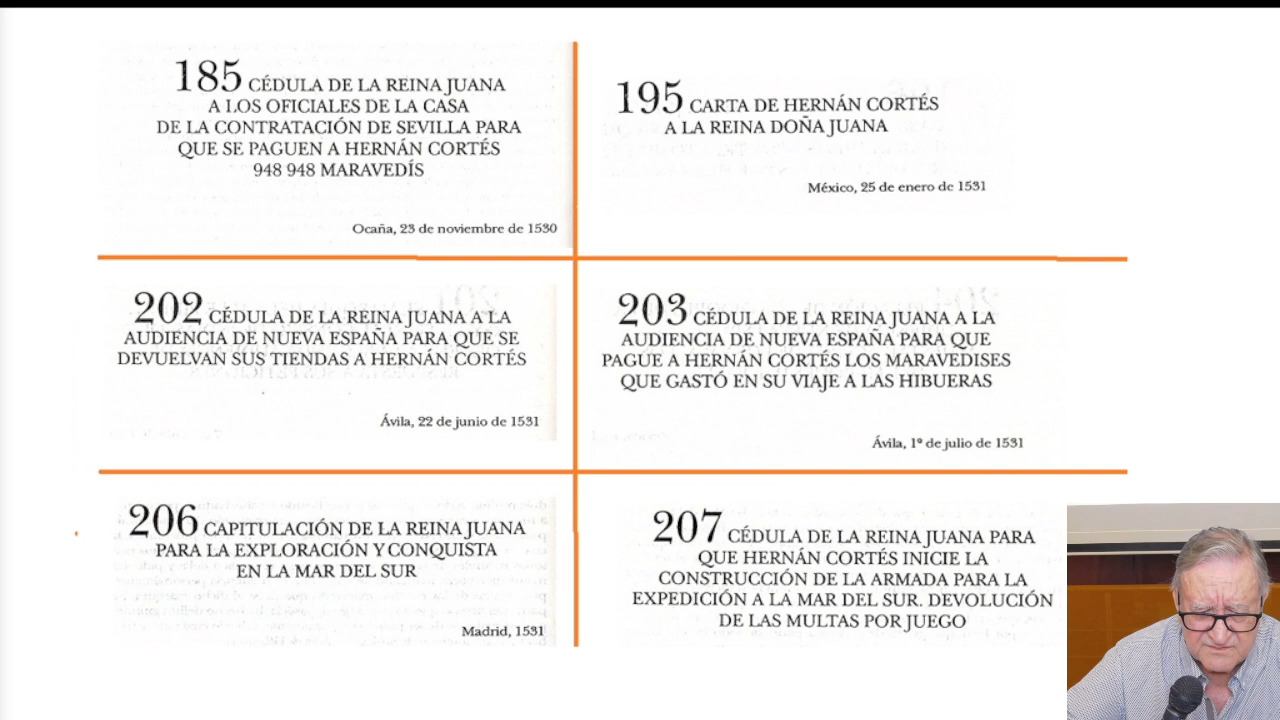 185 CÉDULA DE LA REINA JUANA
A LOS OFICIALES DE LA CASA
DE LA CONTRATACIÓN DE SEVILLA PARA
QUE SE PAGUEN A HERNÁN CORTÉS
948 948 MARAVEDÍS
Ocaña, 23 de noviembre de 1530
195 CARTA DE HERNÁN CORTÉS
A LA REINA DOÑA JUANA
México, 25 de enero de 1531
202 CÉDULA DE LA REINA JUANA A LA
AUDIENCIA DE NUEVA ESPAÑA PARA QUE SE
DEVUELVAN SUS TIENDAS A HERNÁN CORTÉS
Ávila, 22 de junio de 1531
203 CÉDULA DE LA REINA JUANA A LA
AUDIENCIA DE NUEVA ESPAÑA PARA QUE
PAGUE A HERNÁN CORTÉS LOS MARAVEDISES
QUE GASTÓ EN SU VIAJE A LAS HIBUERAS
Ávila, 1º de julio de 1531
206 CAPITULACIÓN DE LA REINA JUANA
PARA LA EXPLORACIÓN Y CONQUISTA
EN LA MAR DEL SUR
Madrid, 1531
207 CÉDULA DE LA REINA JUANA PARA
QUE HERNÁN CORTÉS INICIE LA
CONSTRUCCIÓN DE LA ARMADA PARA LA
EXPEDICIÓN A LA MAR DEL SUR. DEVOLUCIÓN
DE LAS MULTAS POR JUEGO